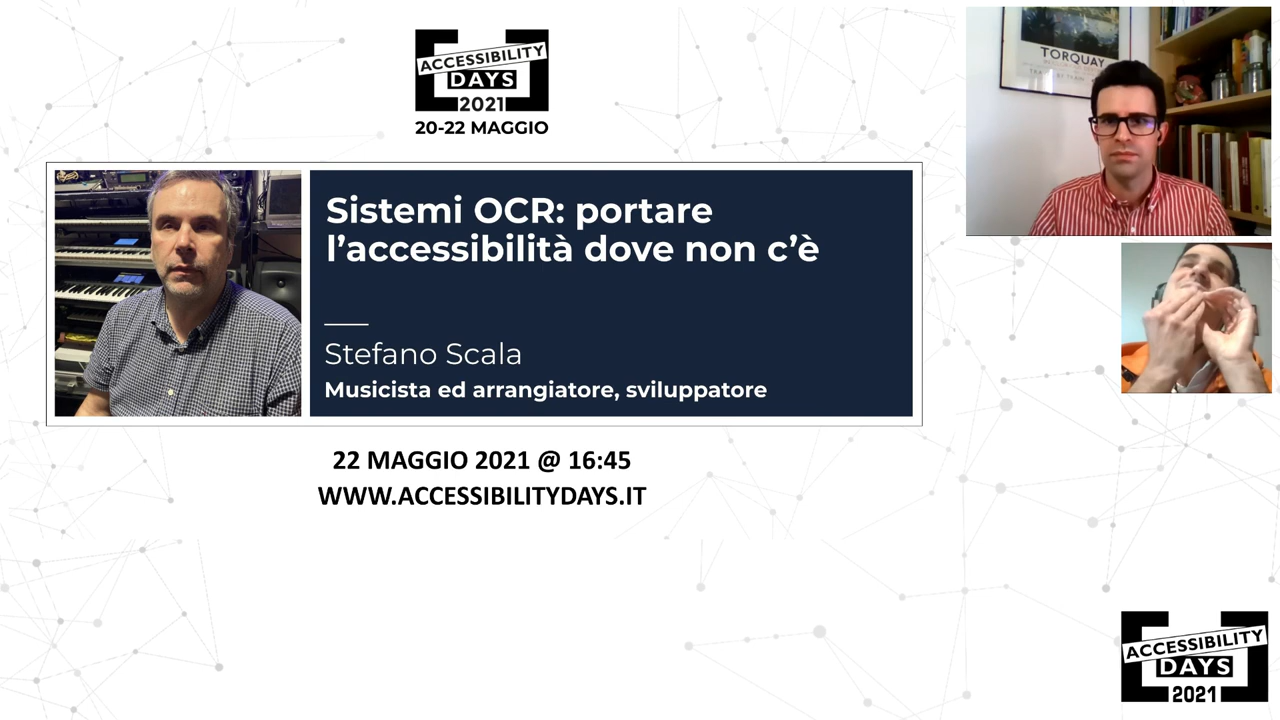 ACCESSIBILITY
DAYS
2021
20-22 MAGGIO
Sistemi OCR: portare
l’accessibilità dove non c’è
Stefano Scala
Musicista ed arrangiatore, sviluppatore
22 MAGGIO 2021 @ 16:45
WWW.ACCESSIBILITYDAYS.IT
TORQUAY
ACCESSIBILITY
DAYS
2021